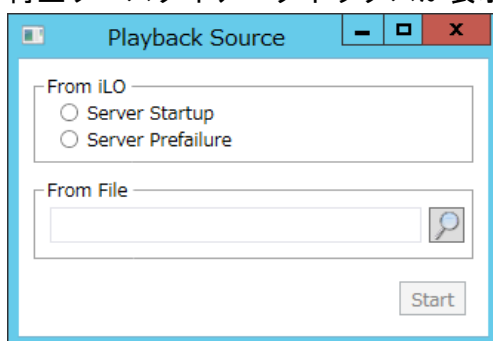 Playback Source
From iLO
Server Startup
Server Prefailure
From File
Start